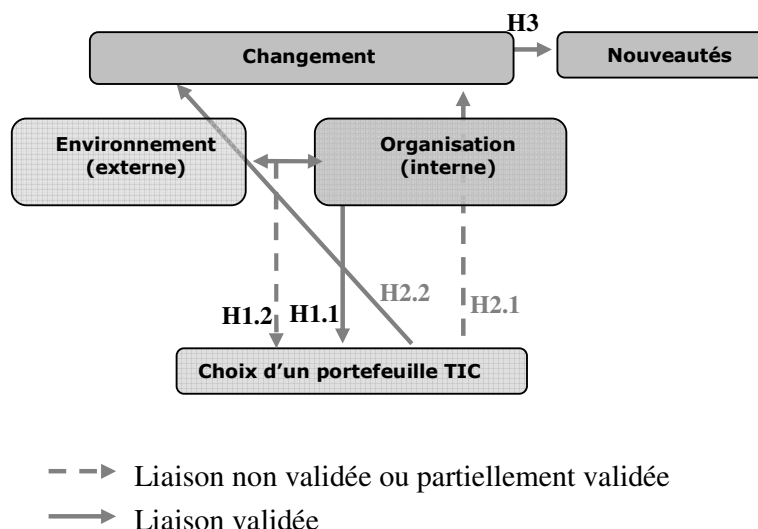 H3
Changement
Nouveautés
Environnement
(externe)
Organisation
(interne)
H2.2
H2.1
H1.2
H1.1
Choix d'un portefeuille TIC
Liaison non validée ou partiellement validée
Liaison validée